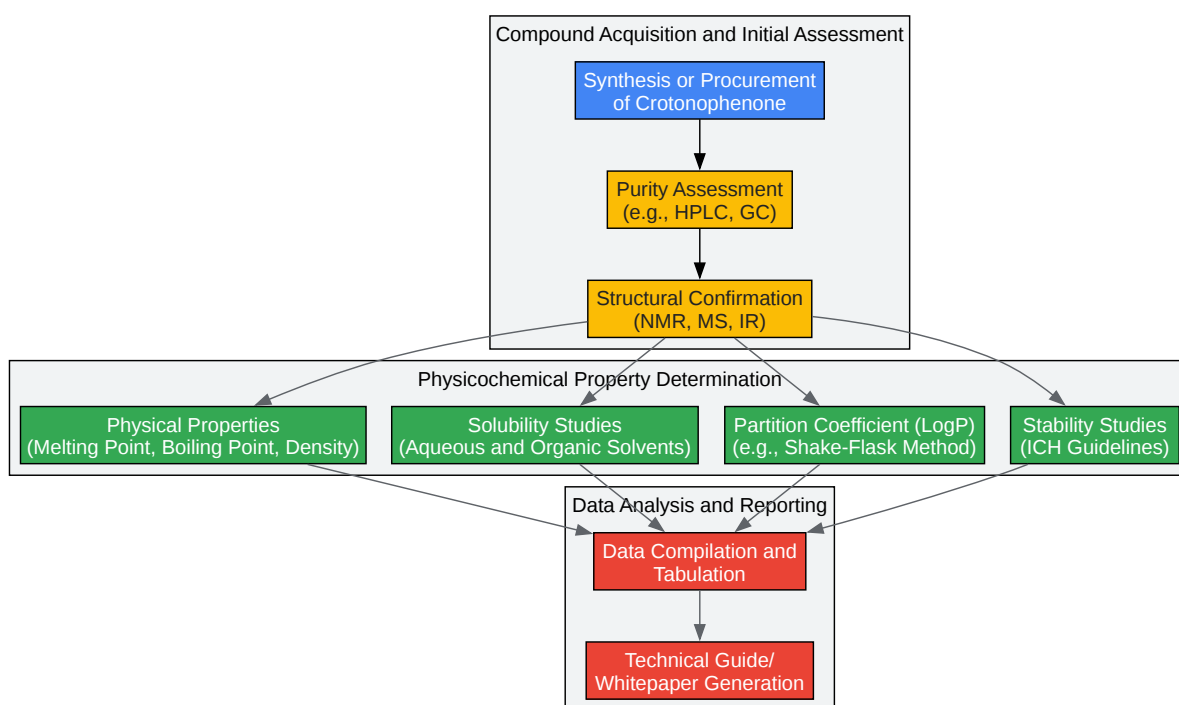 Compound Acquisition and Initial Assessment
Synthesis or Procurement
of Crotonophenone
Purity Assessment
(e.g., HPLC, GC)
Structural Confirmation
(NMR, MS, IR)
Physicochemical Property Determination
Physical Properties
(Melting Point, Boiling Point, Density)
Solubility Studies
(Aqueous and Organic Solvents)
Partition Coefficient (LogP)
(e.g., Shake-Flask Method)
Stability Studies
(ICH Guidelines)
Data Analysis and Reporting
Data Compilation and
Tabulation
Technical Guide/
Whitepaper Generation